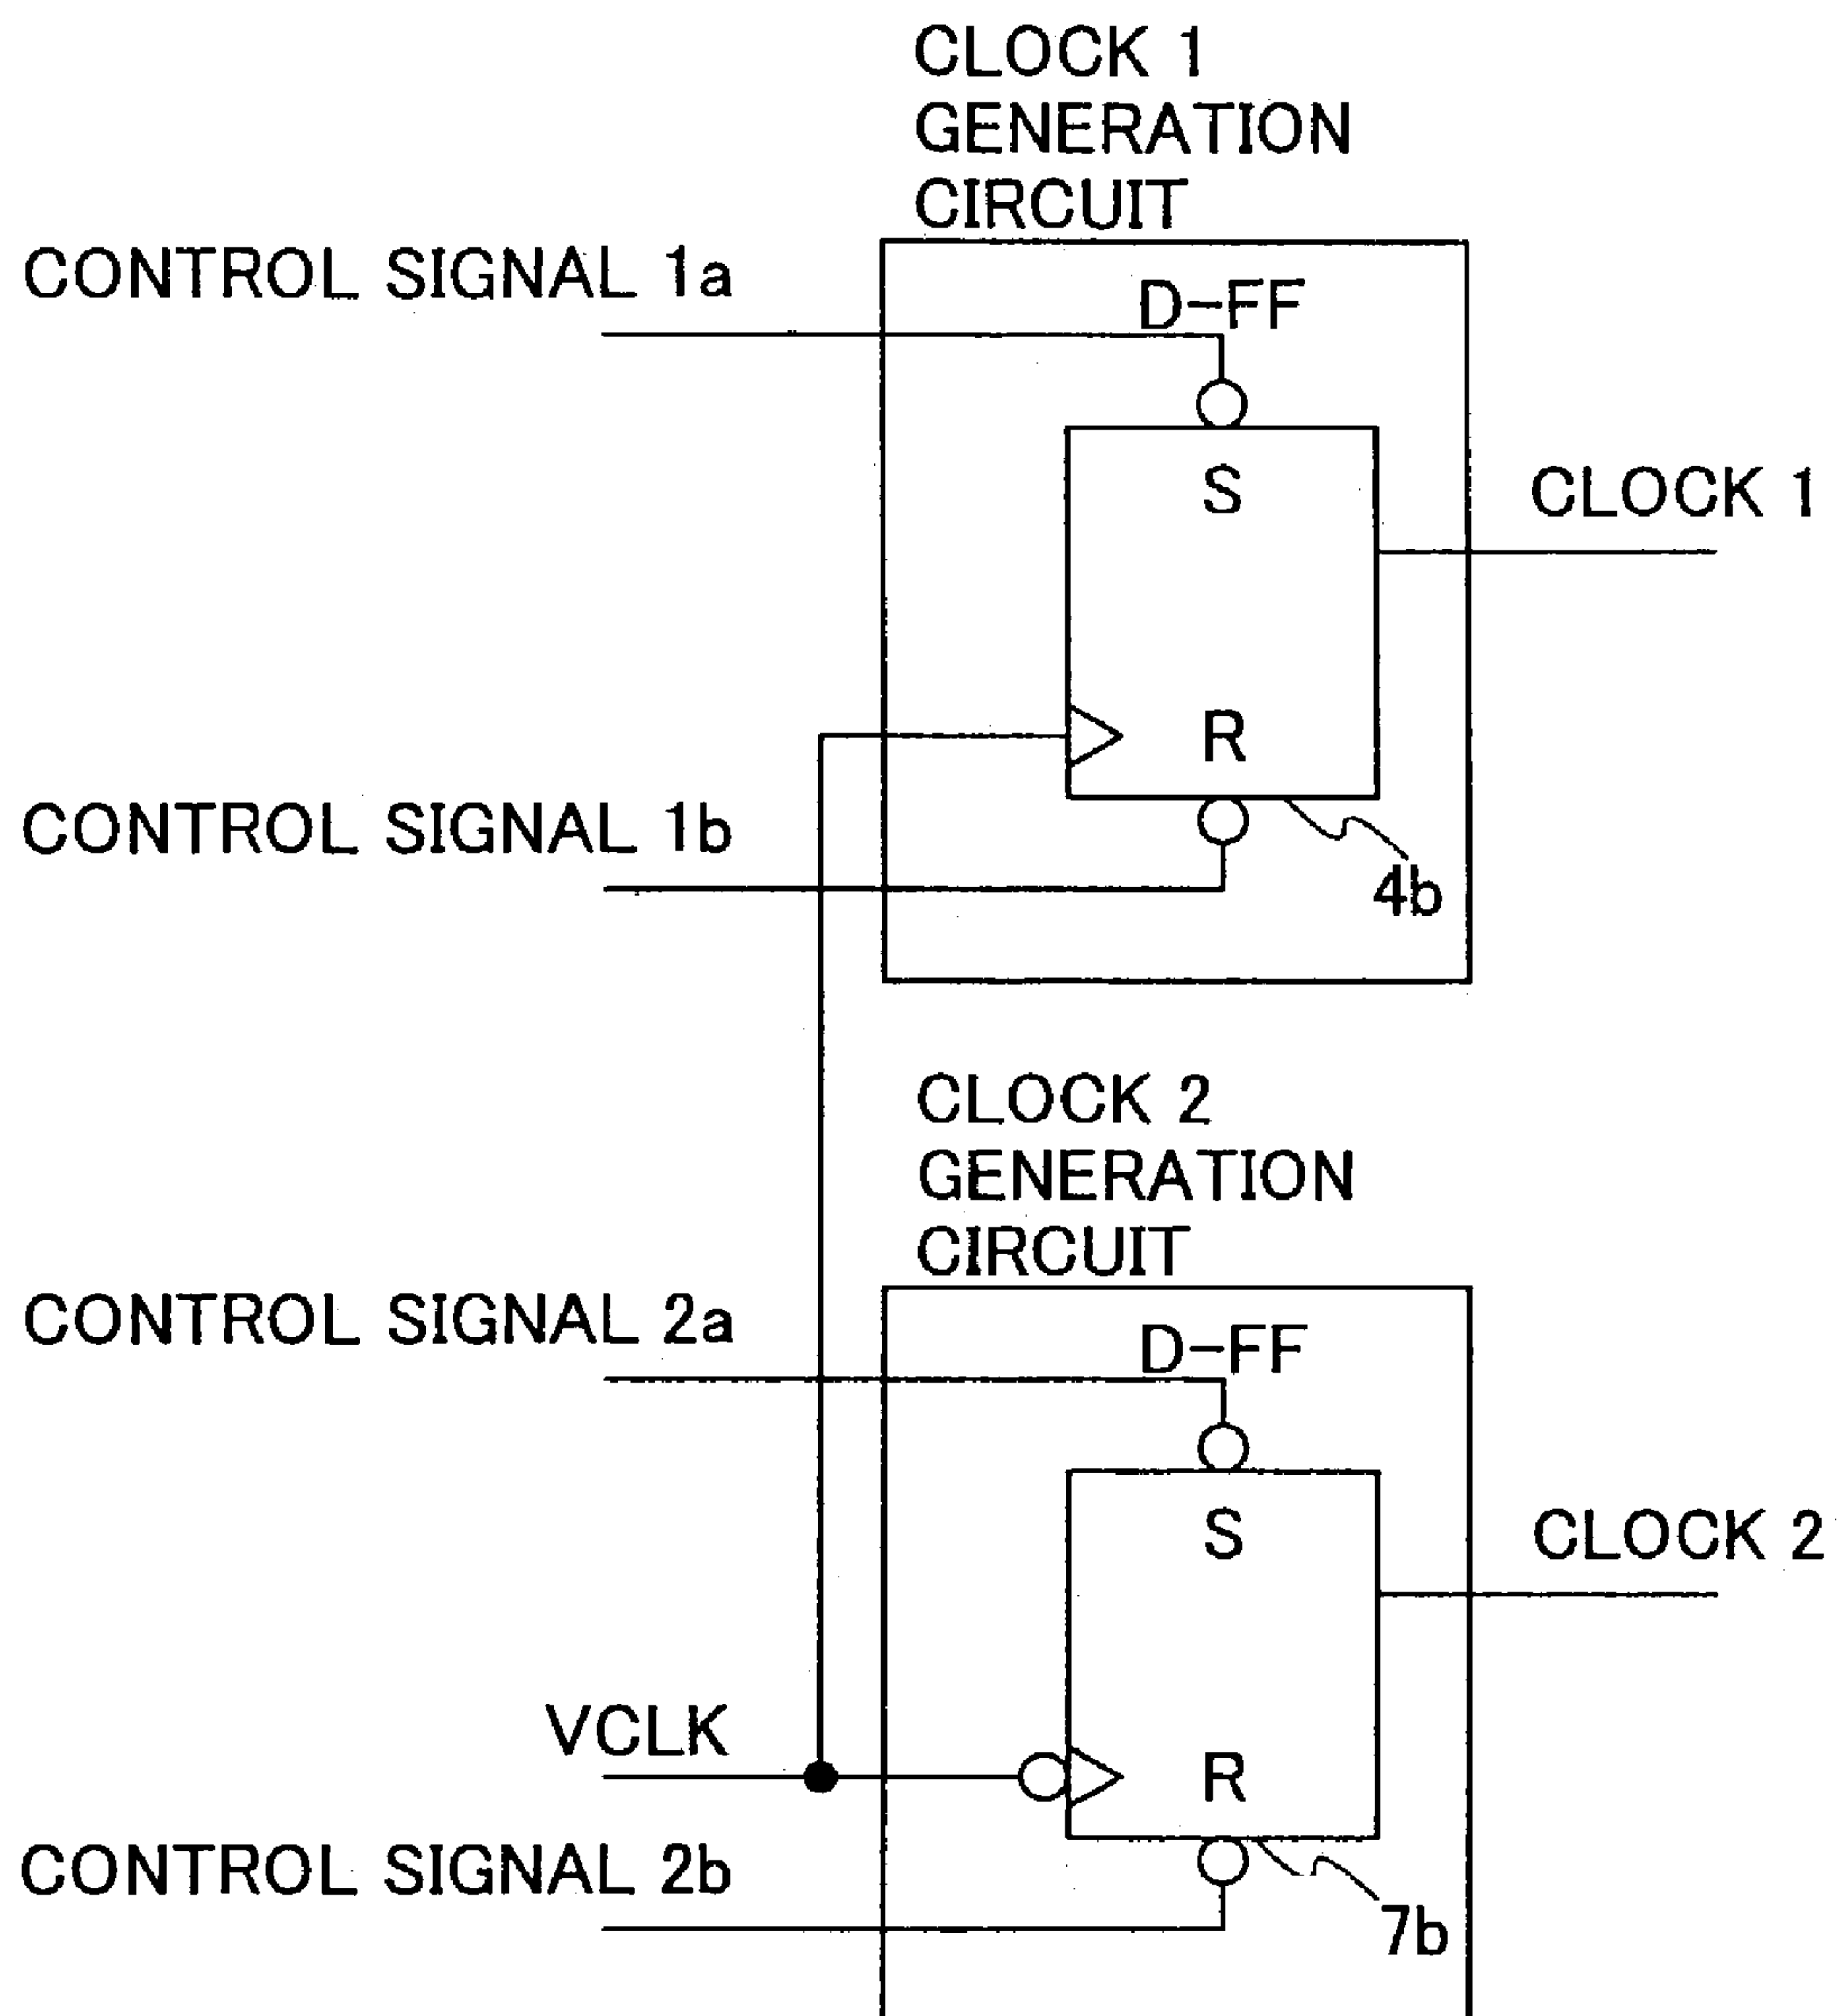 CLOCK 1
GENERATION
CIRCUIT
CONTROL SIGNAL 1a
D-FF
S
CLOCK 1
R
CONTROL SIGNAL 1b
4b
CLOCK 2
GENERATION
CIRCUIT
CONTROL SIGNAL 2a
D-FF
S
CLOCK 2
VCLK
R
CONTROL SIGNAL 2b
7b